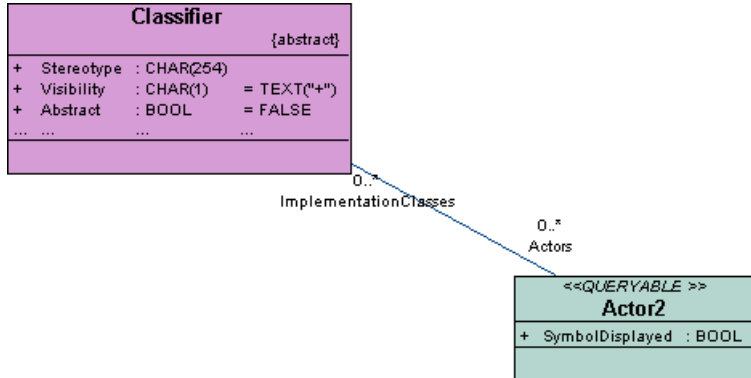 Classifier
{abstract}
+ Stereotype : CHAR(254)
+ Visibility : CHAR(1) = TEXT("+")
+ Abstract : BOOL = FALSE
... ... ... ...
0..*
ImplementationClasses
0..*
Actors
<<QUERYABLE >>
Actor2
+ SymbolDisplayed : BOOL